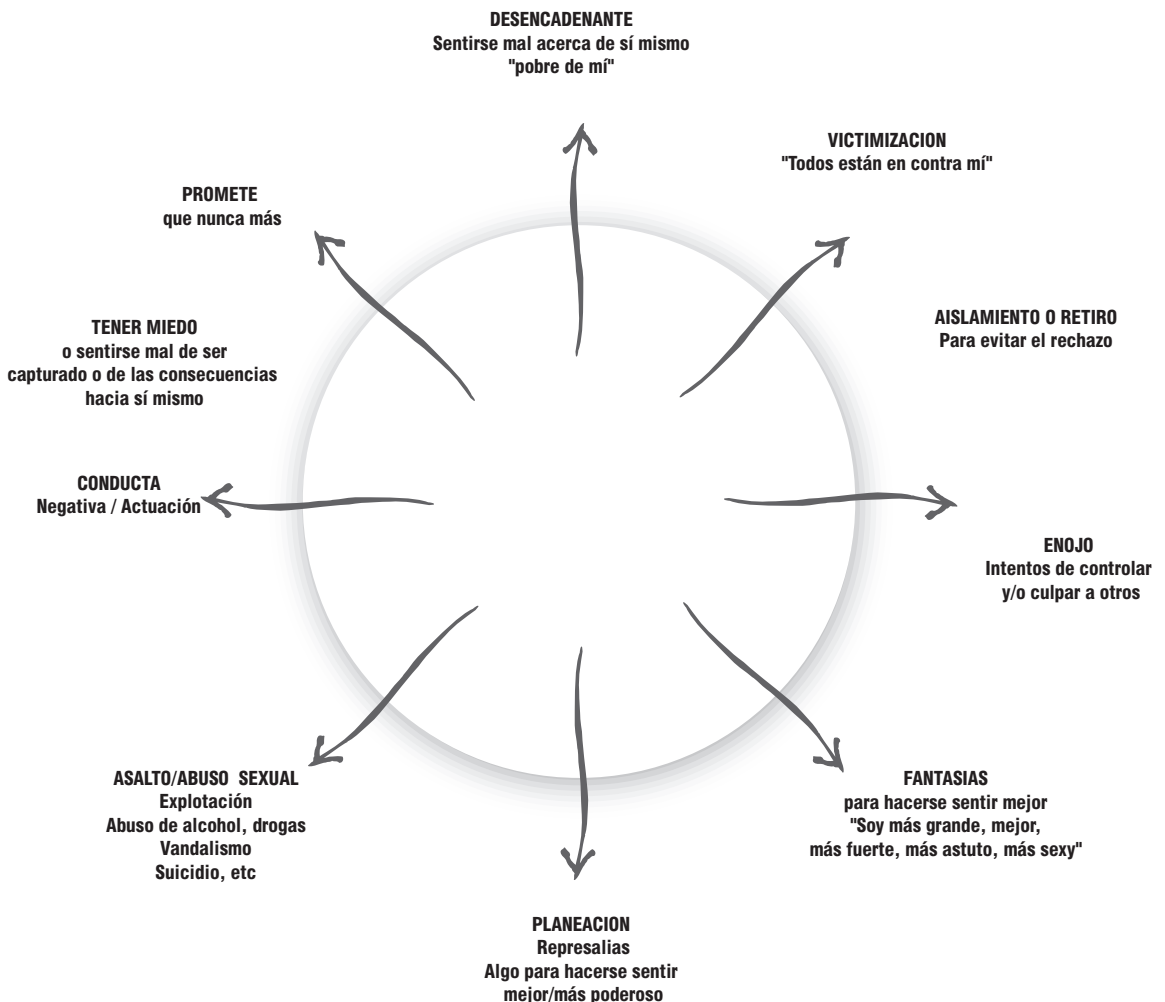 DESENCADENANTE
Sentirse mal acerca de sí mismo
"pobre de mí"
VICTIMIZACION
"Todos están en contra mí"
AISLAMIENTO O RETIRO
Para evitar el rechazo
ENOJO
Intentos de controlar
y/o culpar a otros
FANTASIAS
para hacerse sentir mejor
"Soy más grande, mejor,
más fuerte, más astuto, más sexy"
PLANEACION
Represalias
Algo para hacerse sentir
mejor/más poderoso
ASALTO/ABUSO SEXUAL
Explotación
Abuso de alcohol, drogas
Vandalismo
Suicidio, etc
CONDUCTA
Negativa / Actuación
TENER MIEDO
o sentirse mal de ser
capturado o de las consecuencias
hacia sí mismo
PROMETE
que nunca más